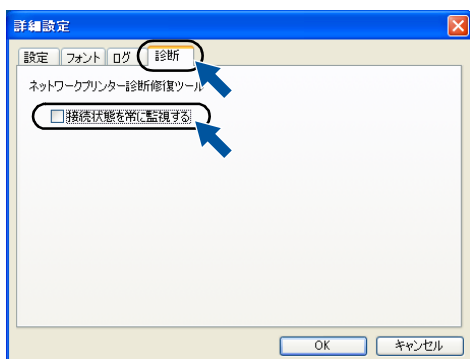 詳細設定
設定 フォント ログ 診断
ネットワークプリンター診断修復ツール
接続状態を常に監視する
OK キャンセル